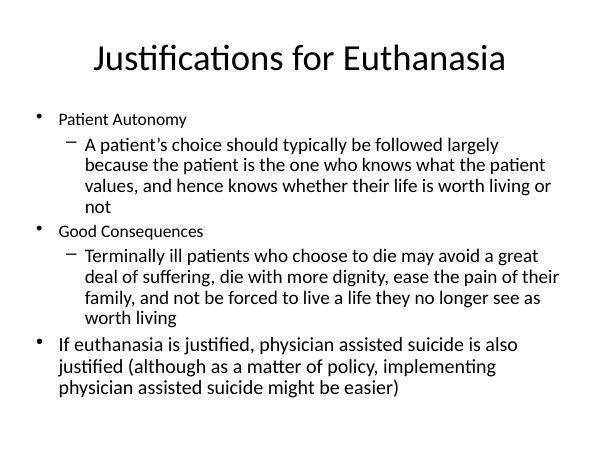 Justifications for Euthanasia
• Patient Autonomy
– A patient’s choice should typically be followed largely
because the patient is the one who knows what the patient
values, and hence knows whether their life is worth living or
not
• Good Consequences
– Terminally ill patients who choose to die may avoid a great
deal of suffering, die with more dignity, ease the pain of their
family, and not be forced to live a life they no longer see as
worth living
• If euthanasia is justified, physician assisted suicide is also
justified (although as a matter of policy, implementing
physician assisted suicide might be easier)